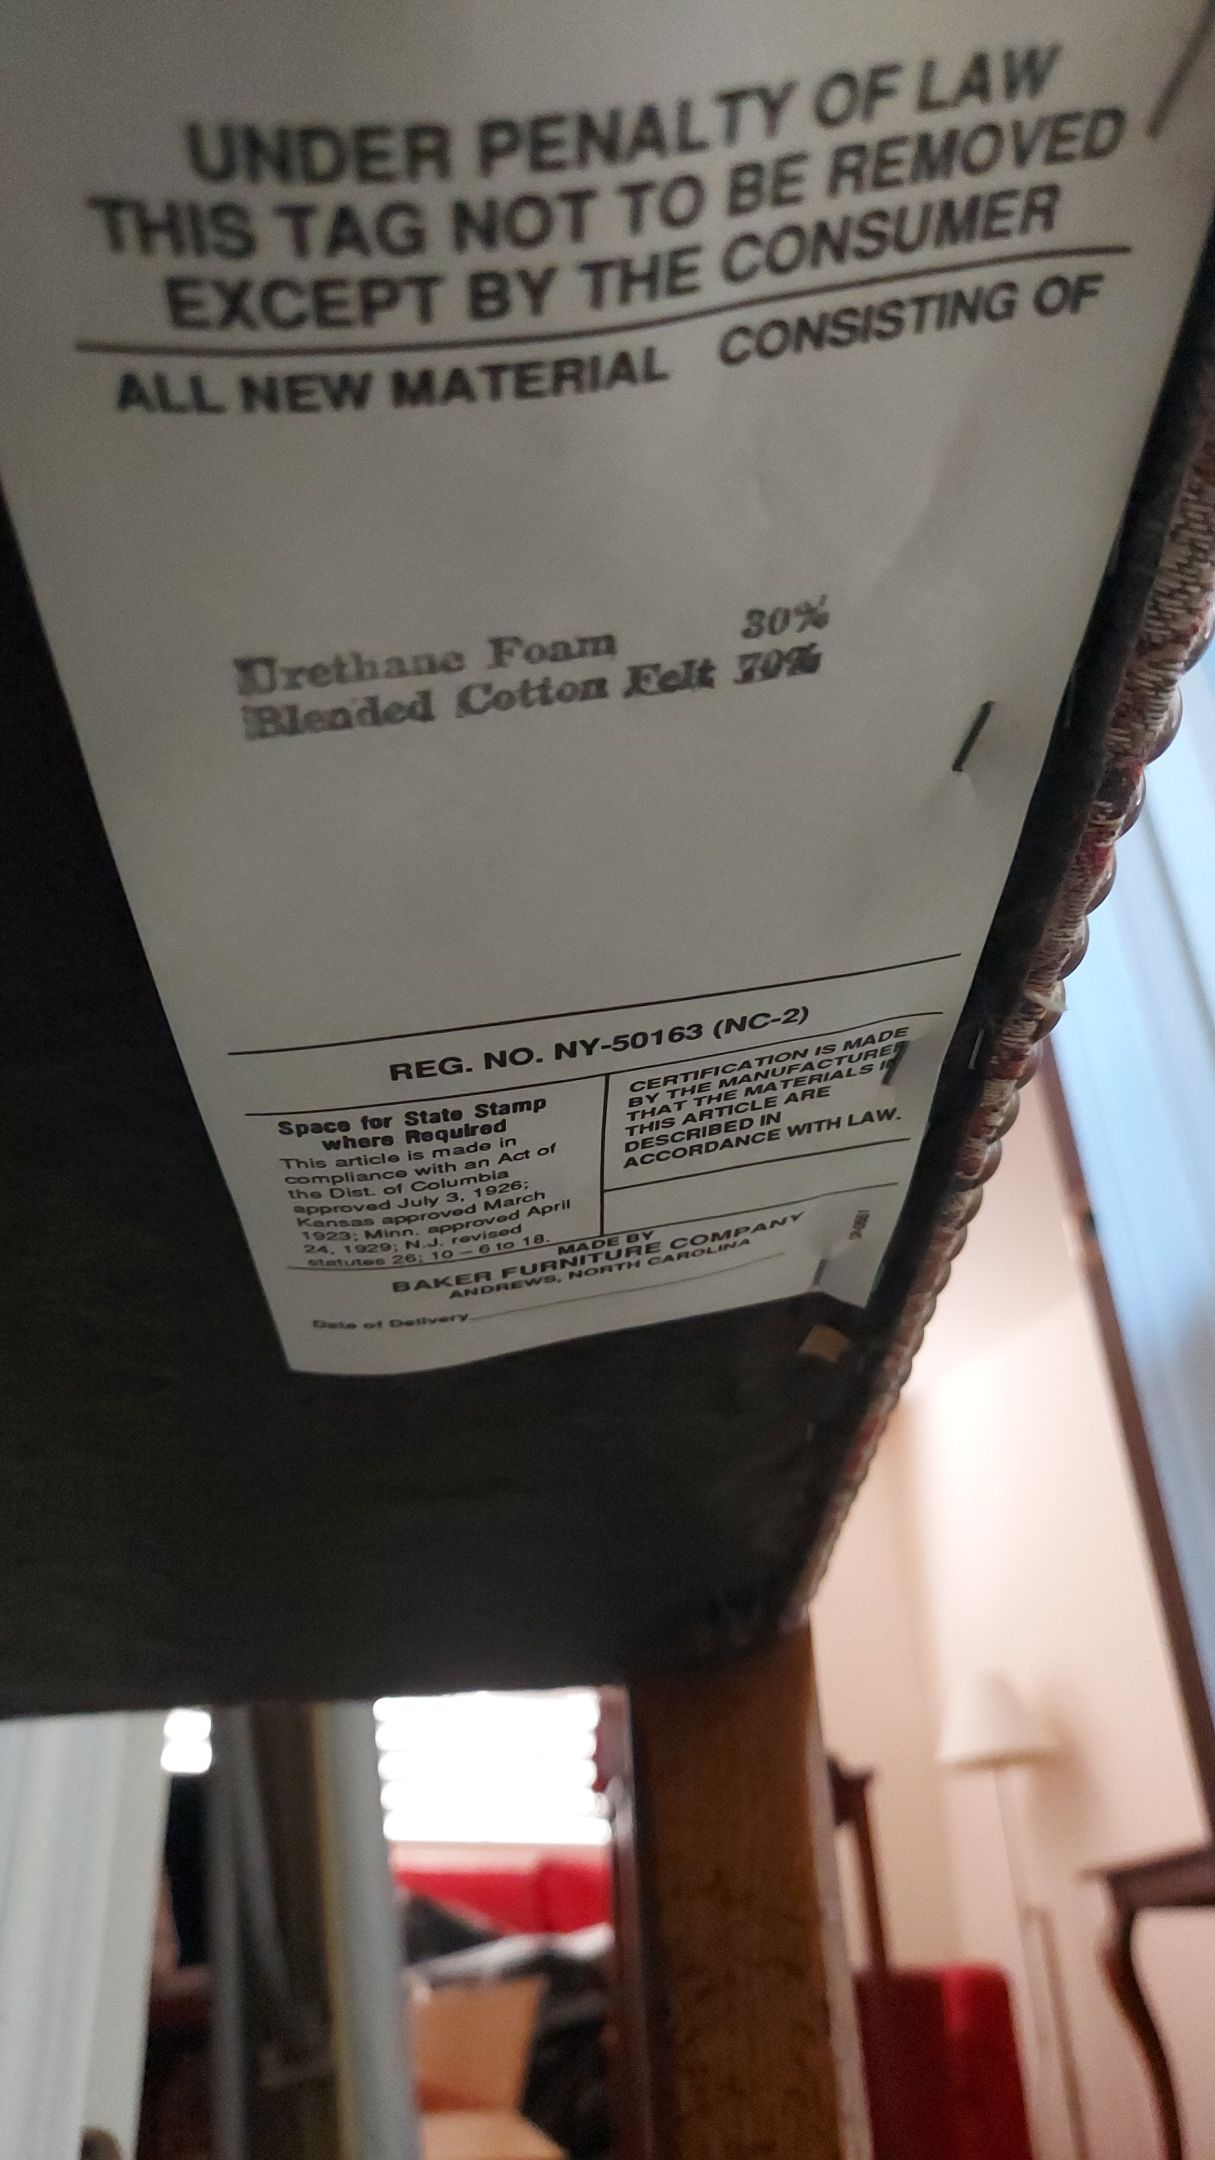 UNDER PENALTY OF LAW
THIS TAG NOT TO BE REMOVED
EXCEPT BY THE CONSUMER
ALL NEW MATERIAL CONSISTING OF
Urethane Foam 30%
Blended Cotton Felt 70%
REG. NO. NY-50163 (NC-2)
Space for State Stamp
where Required
This article is made in
compliance with an Act of
the Dist. of Columbia
approved July 3, 1926;
Kansas approved March
1923; Minn. approved April
24, 1929; N.J. revised
statutes 26; 10 – 6 to 18.
CERTIFICATION IS MADE
BY THE MANUFACTURER
THAT THE MATERIALS IN
THIS ARTICLE ARE
DESCRIBED IN
ACCORDANCE WITH LAW.
MADE BY
BAKER FURNITURE COMPANY
ANDREWS, NORTH CAROLINA
Date of Delivery